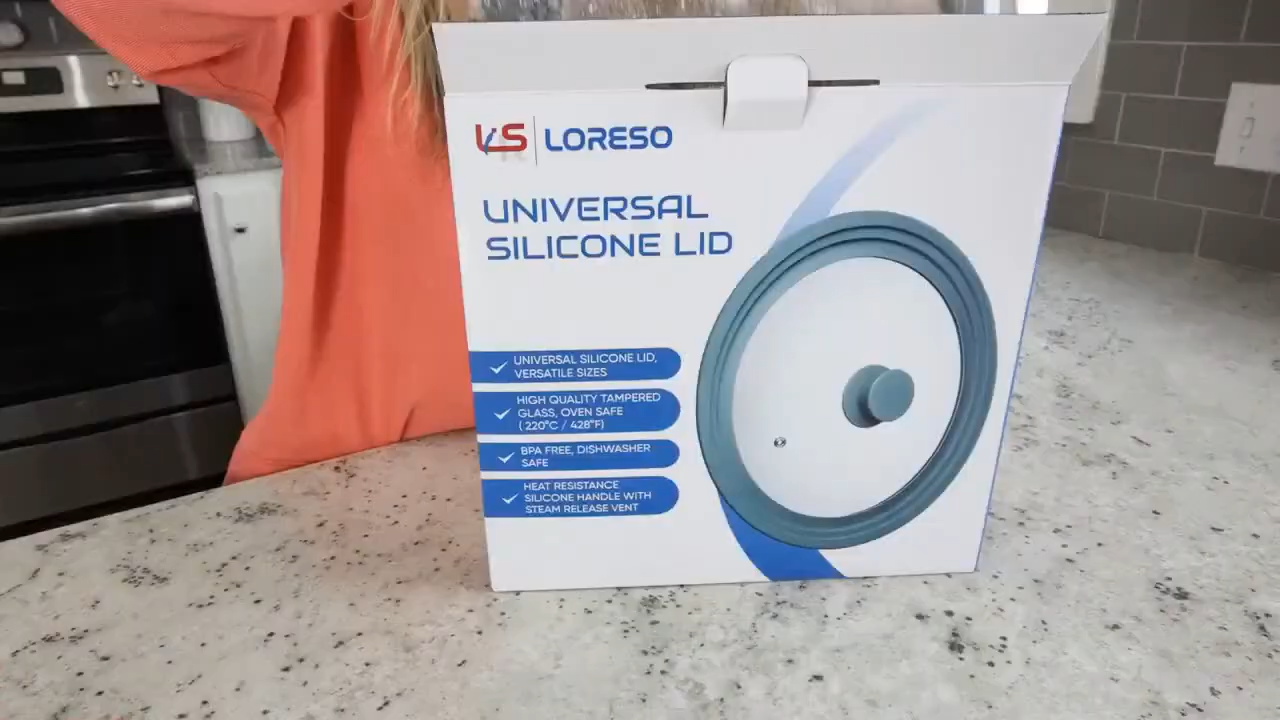 LS LORESO
UNIVERSAL
SILICONE LID
UNIVERSAL SILICONE LID,
VERSATILE SIZES
HIGH QUALITY TAMPERED
GLASS, OVEN SAFE
(220°C / 428°F)
BPA FREE, DISHWASHER
SAFE
HEAT RESISTANCE
SILICONE HANDLE WITH
STEAM RELEASE VENT